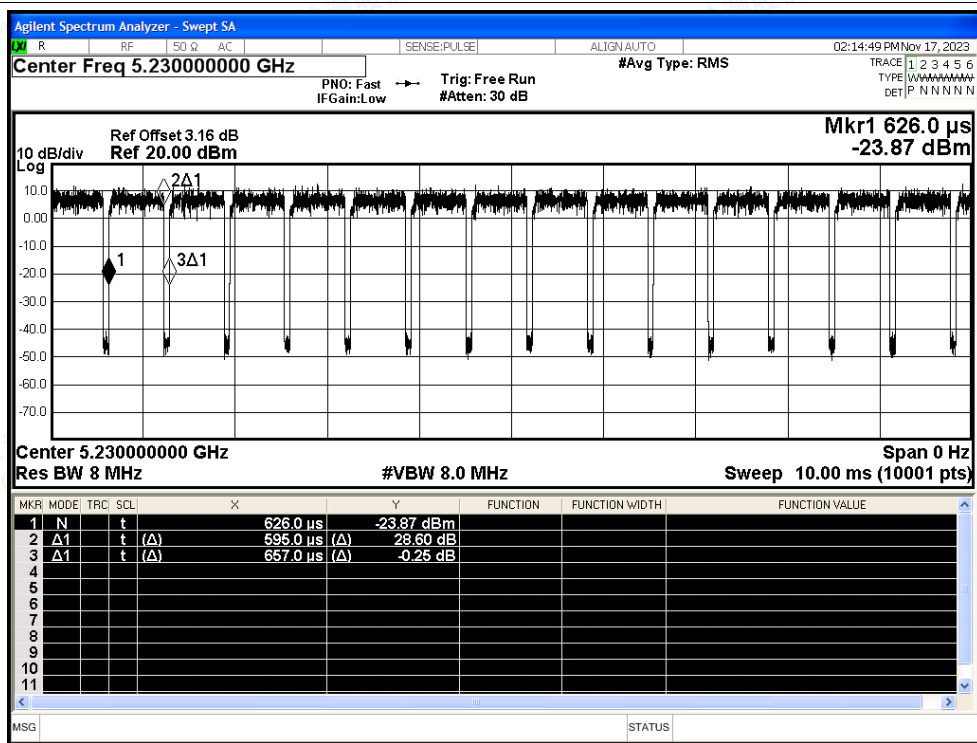 Agilent Spectrum Analyzer - Swept SA
LXI R RF 50 Ω AC SENSE:PULSE ALIGN AUTO 02:14:49 PM Nov 17, 2023
Center Freq 5.230000000 GHz #Avg Type: RMS TRACE 1 2 3 4 5 6
PNO: Fast Trig: Free Run TYPE WWWWWW
IFGain:Low #Atten: 30 dB DET P N N N N N
Mkr1 626.0 µs
Ref Offset 3.16 dB
10 dB/div Ref 20.00 dBm -23.87 dBm
Log
2Δ1
10.0
0.00
-10.0
1 3Δ1
-20.0
-30.0
-40.0
-50.0
-60.0
-70.0
Center 5.230000000 GHz Span 0 Hz
Res BW 8 MHz #VBW 8.0 MHz Sweep 10.00 ms (10001 pts)
MKR MODE TRC SCL X Y FUNCTION FUNCTION WIDTH FUNCTION VALUE
1 N t 626.0 µs -23.87 dBm
2 Δ1 t (Δ) 595.0 µs (Δ) 28.60 dB
3 Δ1 t (Δ) 657.0 µs (Δ) -0.25 dB
4
5
6
7
8
9
10
11
MSG STATUS